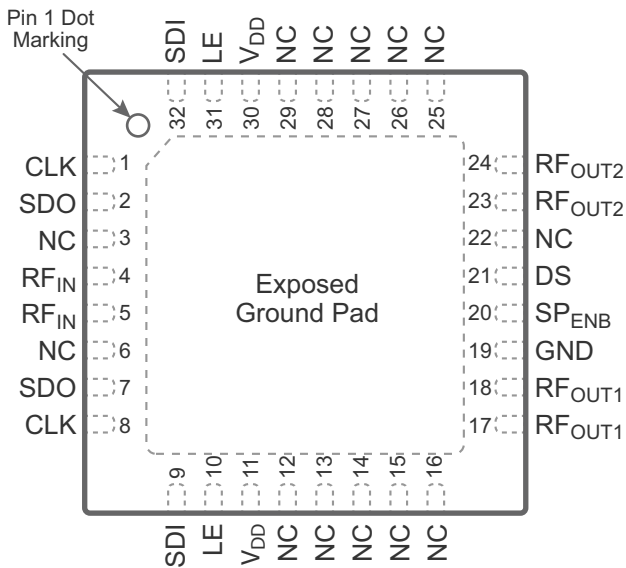 Pin 1 Dot
Marking
SDI LE VDD NC NC NC NC NC
32 31 30 29 28 27 26 25
CLK 1 24 RFOUT2
SDO 2 23 RFOUT2
NC 3 22 NC
RFIN 4 21 DS
RFIN 5 20 SPENB
NC 6 19 GND
SDO 7 18 RFOUT1
CLK 8 17 RFOUT1
Exposed
Ground Pad
9 10 11 12 13 14 15 16
SDI LE VDD NC NC NC NC NC